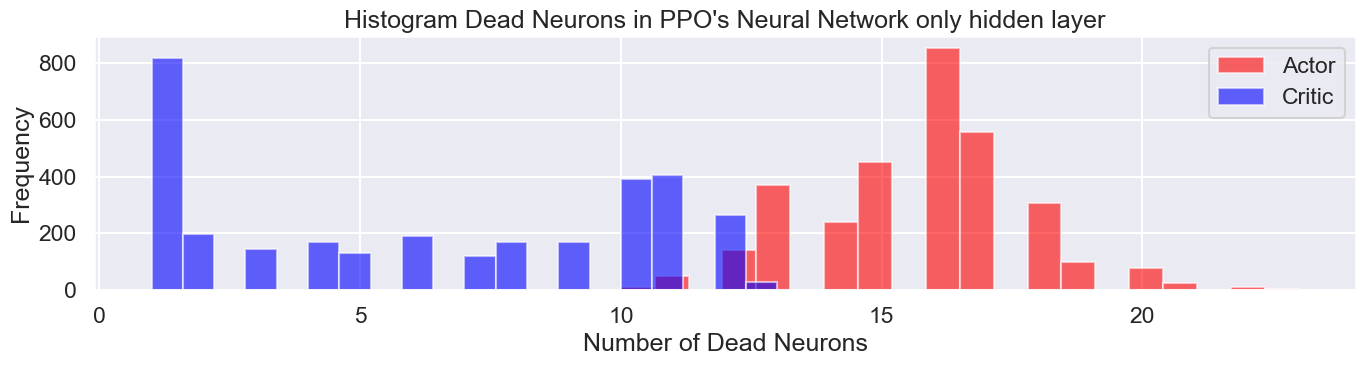 Histogram Dead Neurons in PPO's Neural Network only hidden layer
Frequency
800
600
400
200
0
Actor
Critic
0 5 10 15 20
Number of Dead Neurons